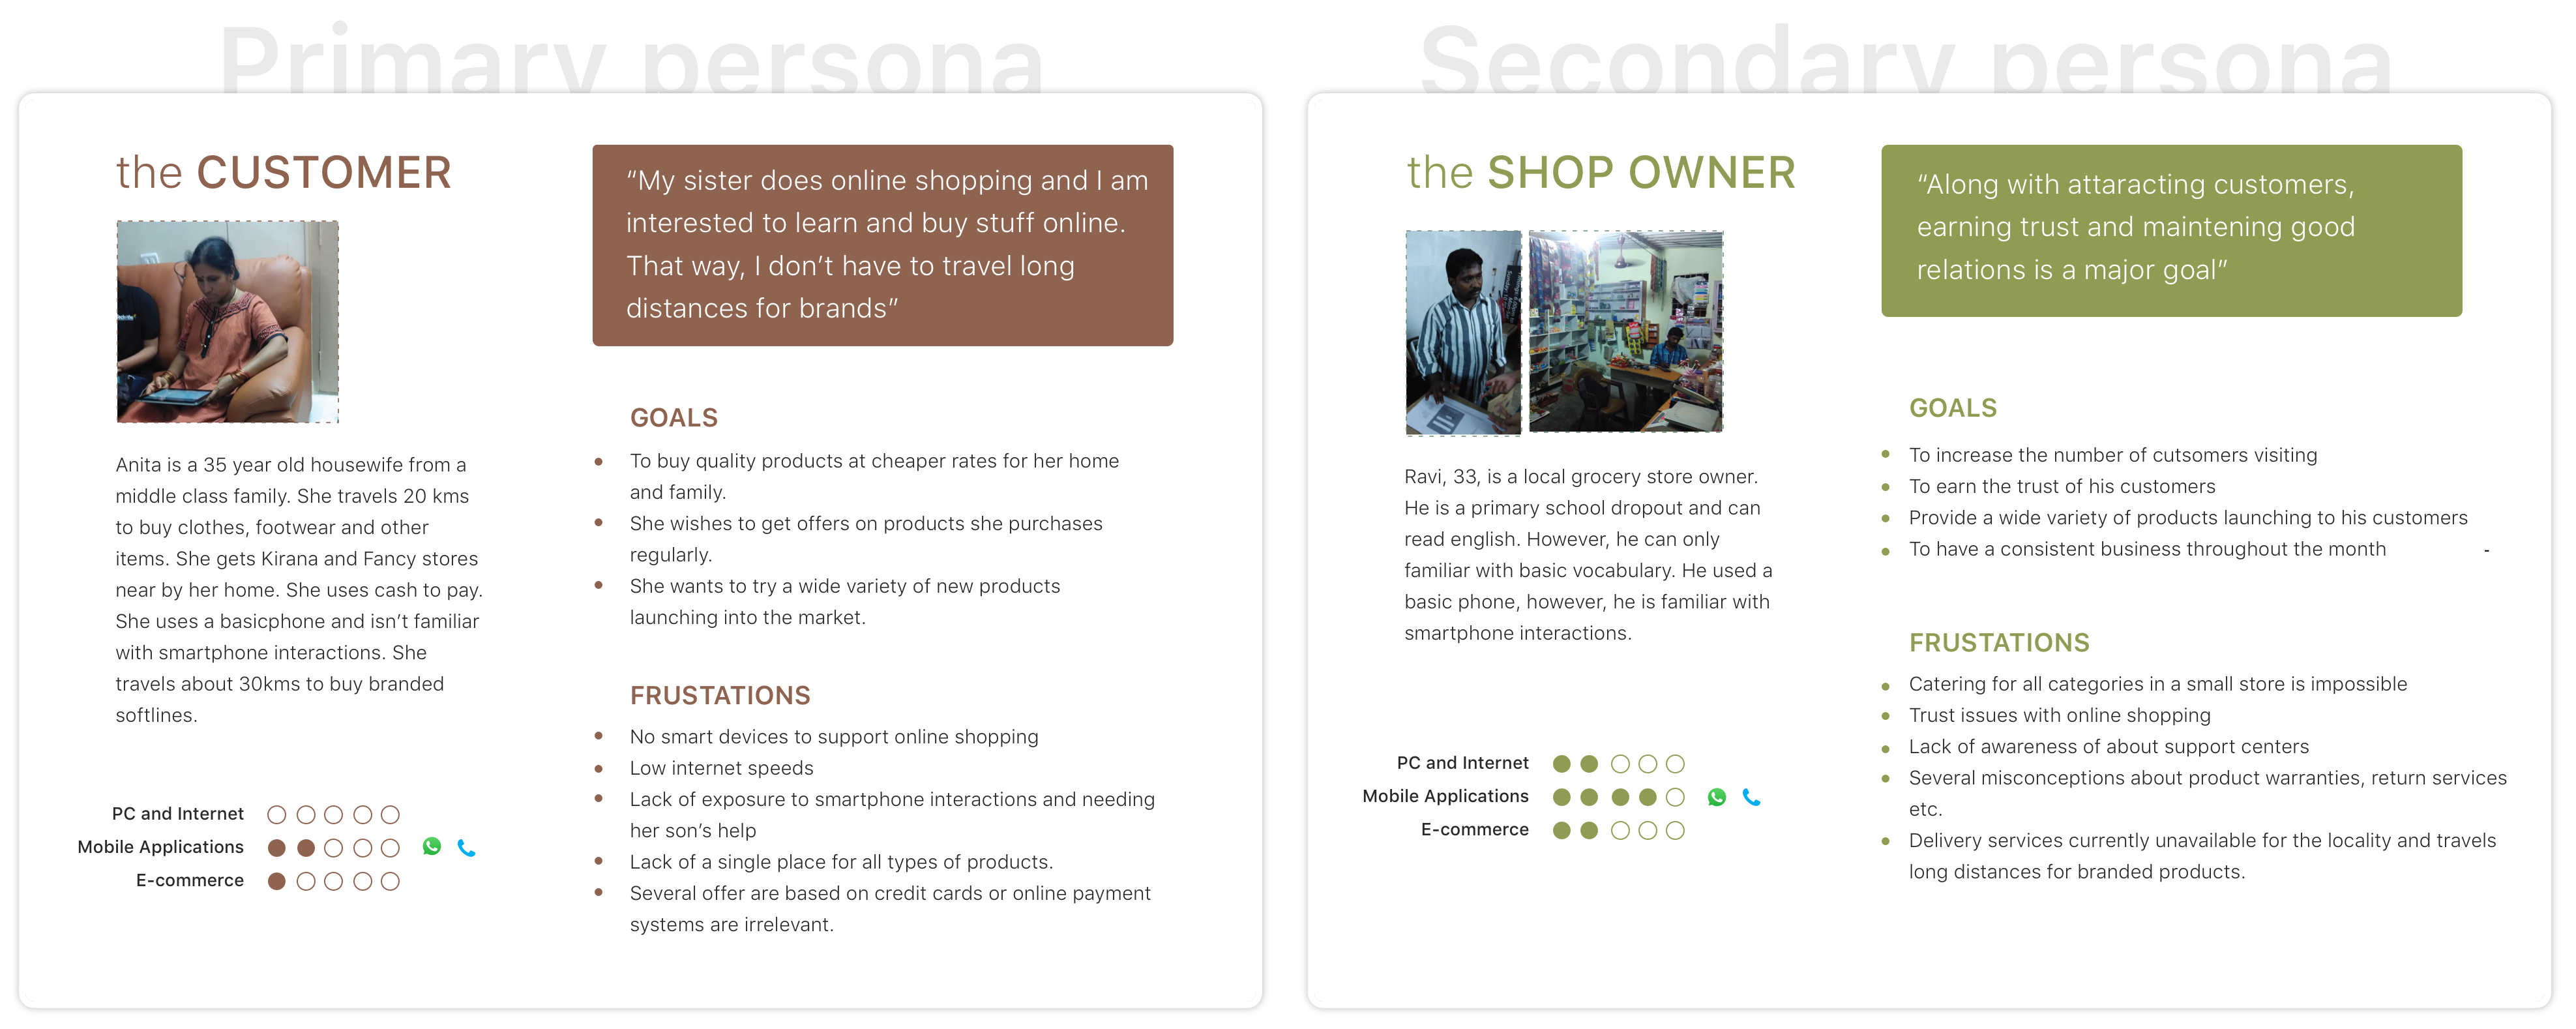 Primary persona
the CUSTOMER
“My sister does online shopping and I am
interested to learn and buy stuff online.
That way, I don’t have to travel long
distances for brands”
Anita is a 35 year old housewife from a
middle class family. She travels 20 kms
to buy clothes, footwear and other
items. She gets Kirana and Fancy stores
near by her home. She uses cash to pay.
She uses a basicphone and isn’t familiar
with smartphone interactions. She
travels about 30kms to buy branded
softlines.
PC and Internet
Mobile Applications
E-commerce
GOALS
To buy quality products at cheaper rates for her home
and family.
She wishes to get offers on products she purchases
regularly.
She wants to try a wide variety of new products
launching into the market.
FRUSTATIONS
No smart devices to support online shopping
Low internet speeds
Lack of exposure to smartphone interactions and needing
her son’s help
Lack of a single place for all types of products.
Several offer are based on credit cards or online payment
systems are irrelevant.
Secondary persona
the SHOP OWNER
“Along with attaracting customers,
earning trust and maintening good
relations is a major goal”
Ravi, 33, is a local grocery store owner.
He is a primary school dropout and can
read english. However, he can only
familiar with basic vocabulary. He used a
basic phone, however, he is familiar with
smartphone interactions.
PC and Internet
Mobile Applications
E-commerce
GOALS
To increase the number of cutsomers visiting
To earn the trust of his customers
Provide a wide variety of products launching to his customers
To have a consistent business throughout the month -
FRUSTATIONS
Catering for all categories in a small store is impossible
Trust issues with online shopping
Lack of awareness of about support centers
Several misconceptions about product warranties, return services
etc.
Delivery services currently unavailable for the locality and travels
long distances for branded products.